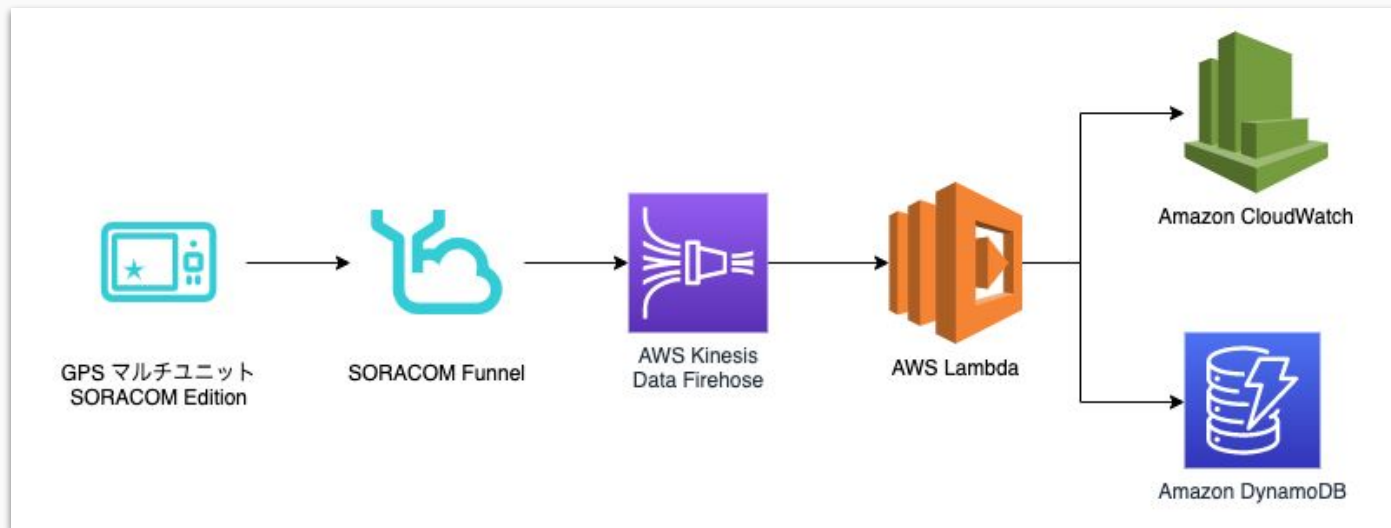 GPS マルチユニット
SORACOM Edition
SORACOM Funnel
AWS Kinesis
Data Firehose
AWS Lambda
Amazon CloudWatch
Amazon DynamoDB